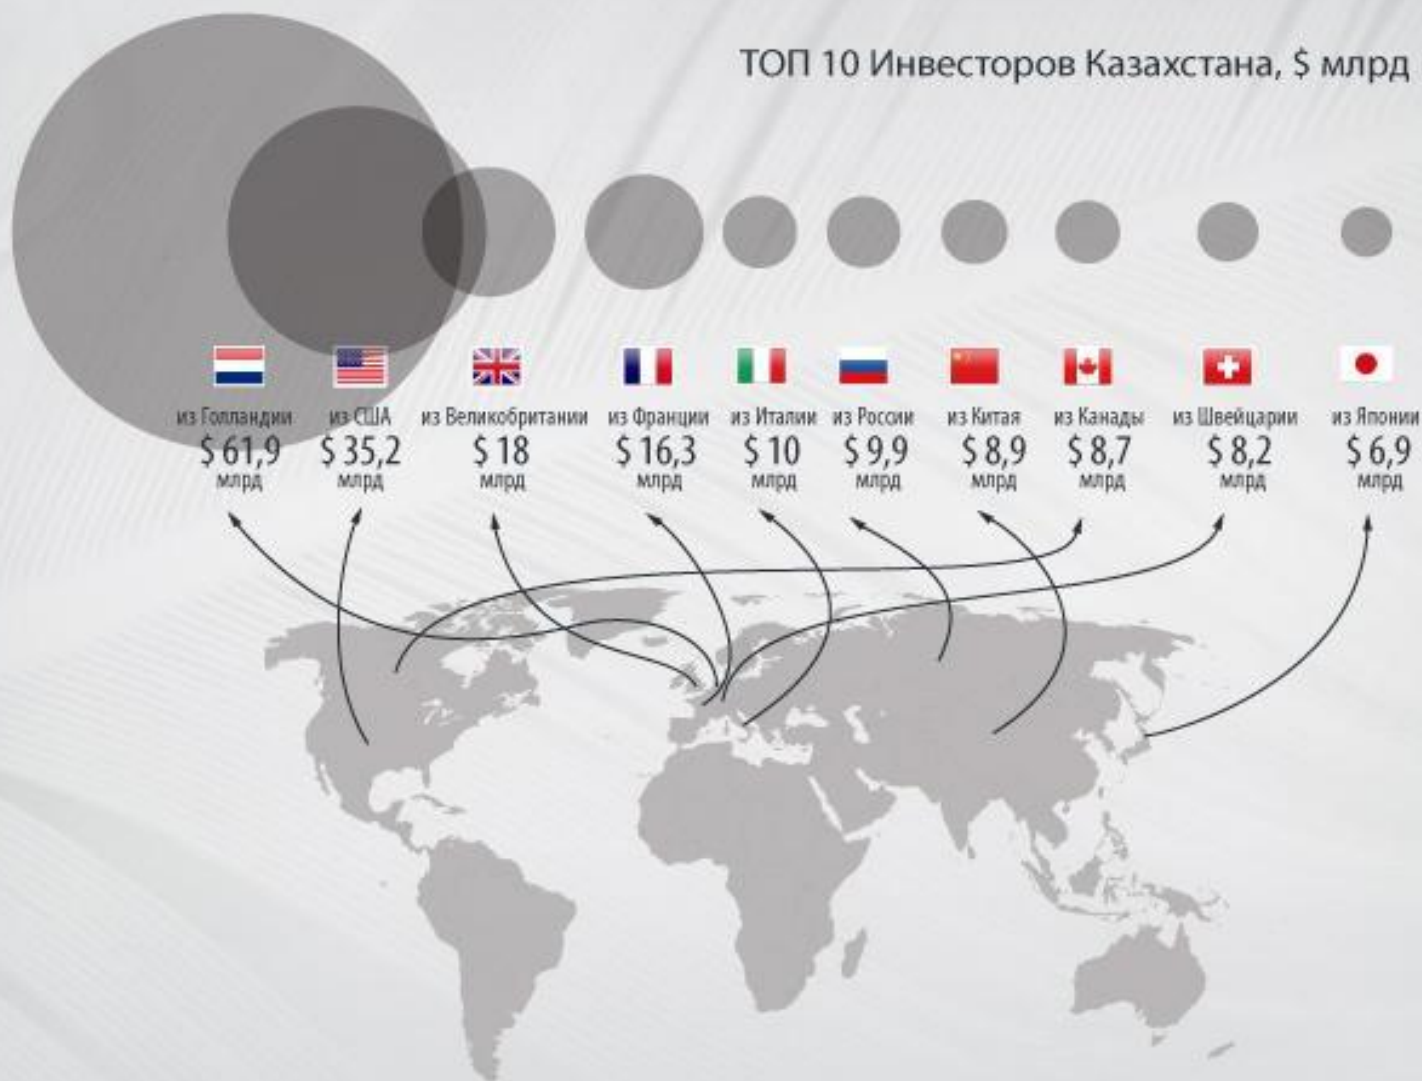 ТОП 10 Инвесторов Казахстана, $ млрд
из Голландии
$ 61,9
млрд
из США
$ 35,2
млрд
из Великобритании
$ 18
млрд
из Франции
$ 16,3
млрд
из Италии
$ 10
млрд
из России
$ 9,9
млрд
из Китая
$ 8,9
млрд
из Канады
$ 8,7
млрд
из Швейцарии
$ 8,2
млрд
из Японии
$ 6,9
млрд